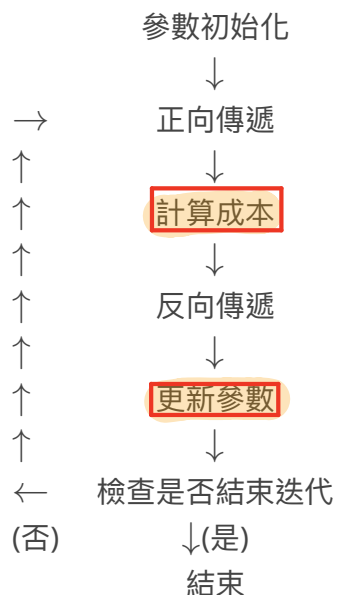 參數初始化
↓
→ 正向傳遞
↑ ↓
↑ 計算成本
↑ ↓
↑ 反向傳遞
↑ ↓
↑ 更新參數
↑ ↓
← 檢查是否結束迭代
(否) ↓(是)
結束